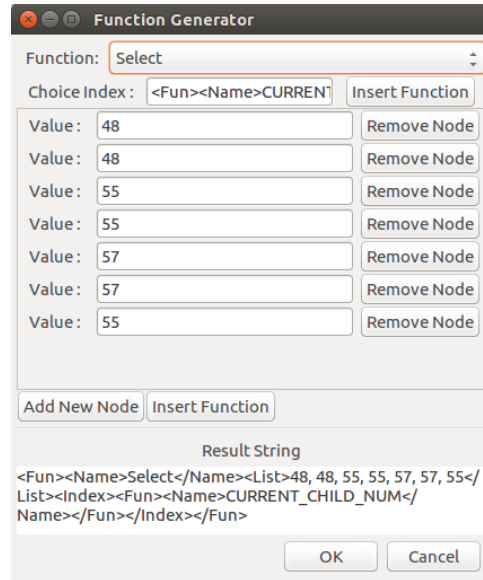 Function Generator
Function: Select
Choice Index : <Fun><Name>CURRENT Insert Function
Value : 48 Remove Node
Value : 48 Remove Node
Value : 55 Remove Node
Value : 55 Remove Node
Value : 57 Remove Node
Value : 57 Remove Node
Value : 55 Remove Node
Add New Node Insert Function
Result String
<Fun><Name>Select</Name><List>48, 48, 55, 55, 57, 57, 55</
List><Index><Fun><Name>CURRENT_CHILD_NUM</
Name></Fun></Index></Fun>
OK Cancel